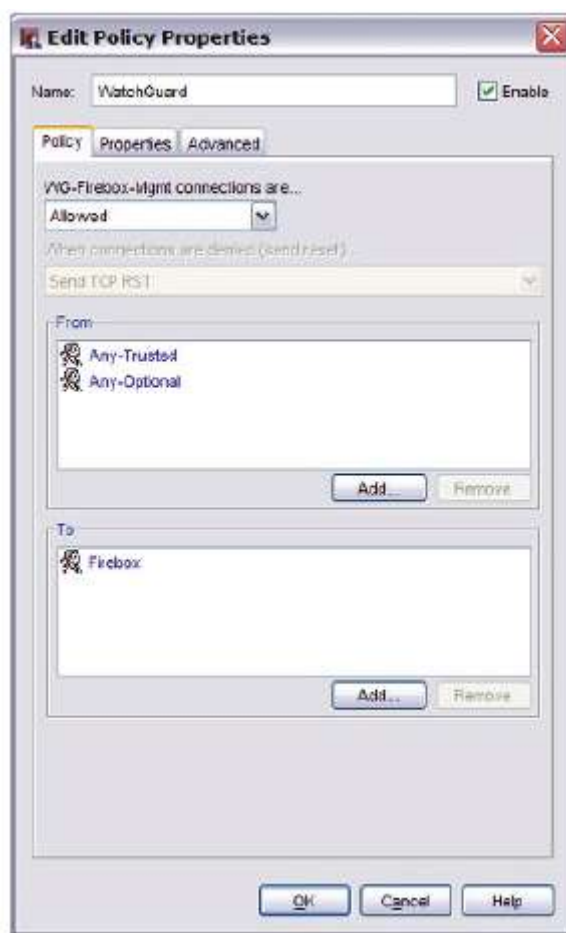 Edit Policy Properties
Name: WatchGuard Enable
Policy Properties Advanced
WG-Firebox-Mgmt connections are...
Allowed
When connections are denied (send reset)
Send TCP RST
From
Any-Trusted
Any-Optional
Add... Remove
To
Firebox
Add... Remove
OK Cancel Help